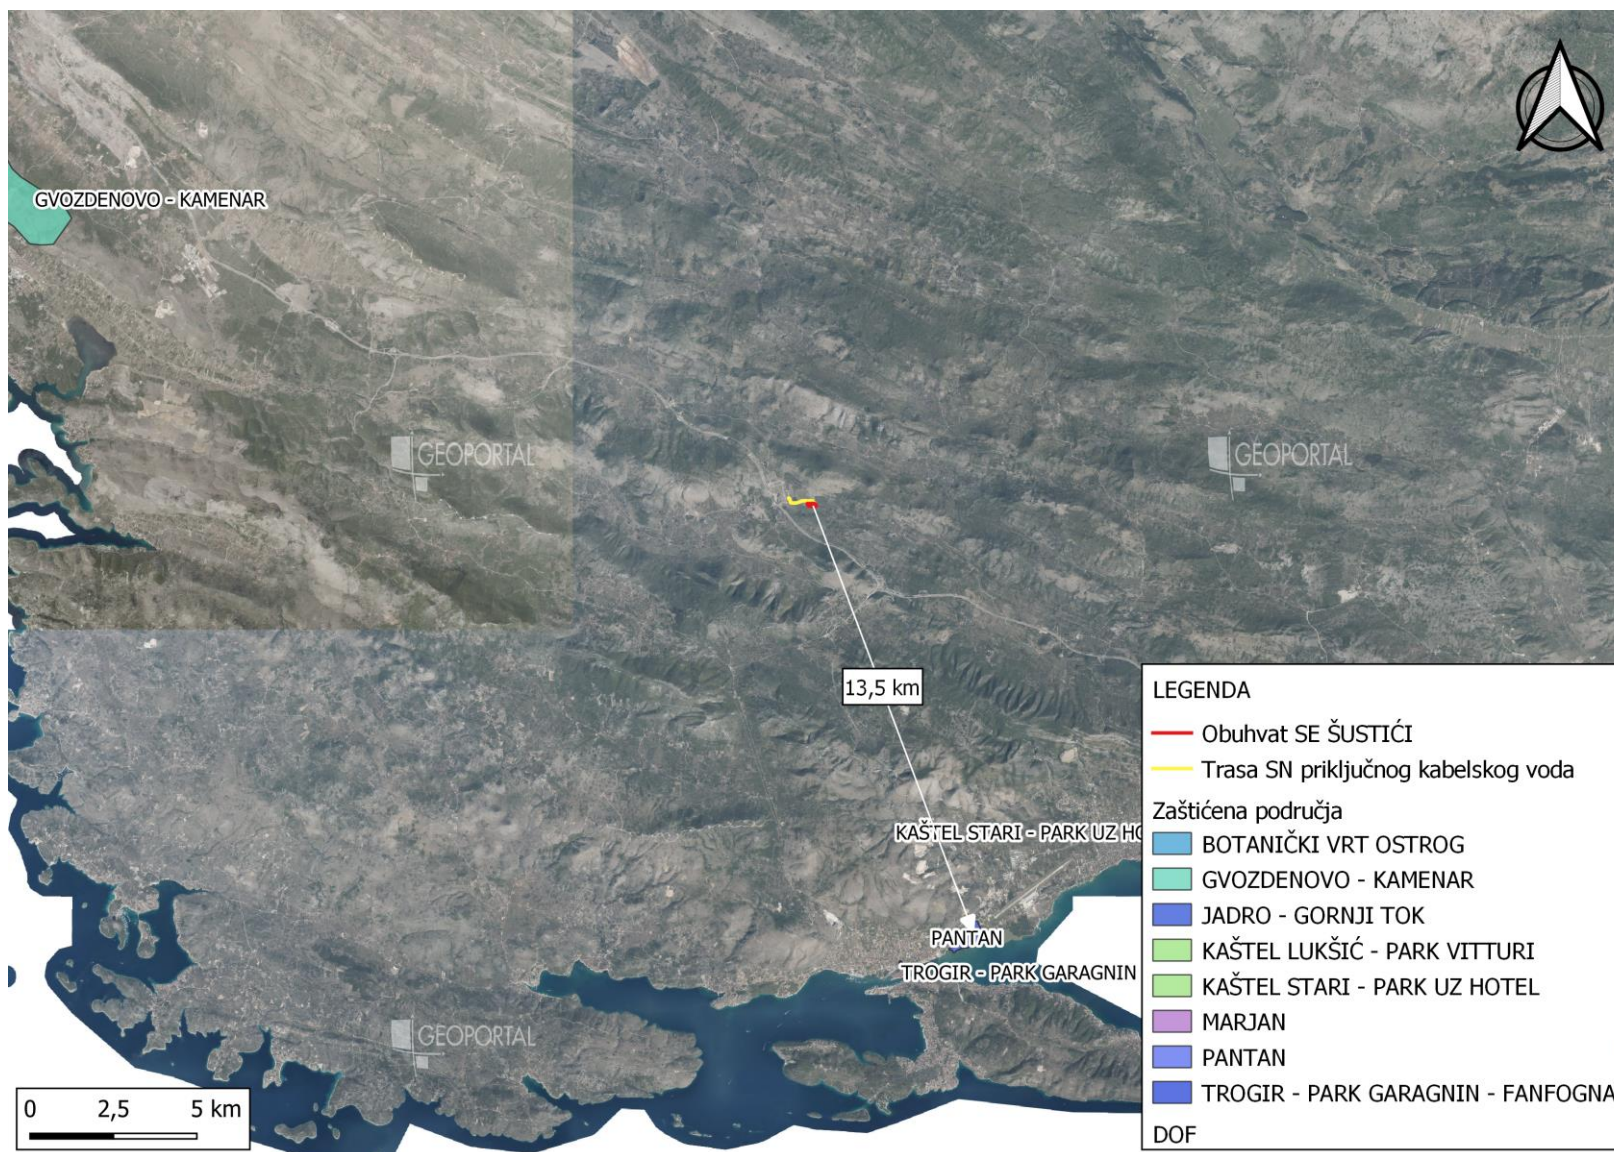 GVOZDENOVO - KAMENAR
GEOPORTAL
GEOPORTAL
13,5 km
KAŠTEL STARI - PARK UZ HO
PANTAN
TROGIR - PARK GARAGNIN
GEOPORTAL
0 2,5 5 km
LEGENDA
Obuhvat SE ŠUSTIĆI
Trasa SN priključnog kabelskog voda
Zaštićena područja
BOTANIČKI VRT OSTROG
GVOZDENOVO - KAMENAR
JADRO - GORNJI TOK
KAŠTEL LUKŠIĆ - PARK VITTURI
KAŠTEL STARI - PARK UZ HOTEL
MARJAN
PANTAN
TROGIR - PARK GARAGNIN - FANFOGNA
DOF